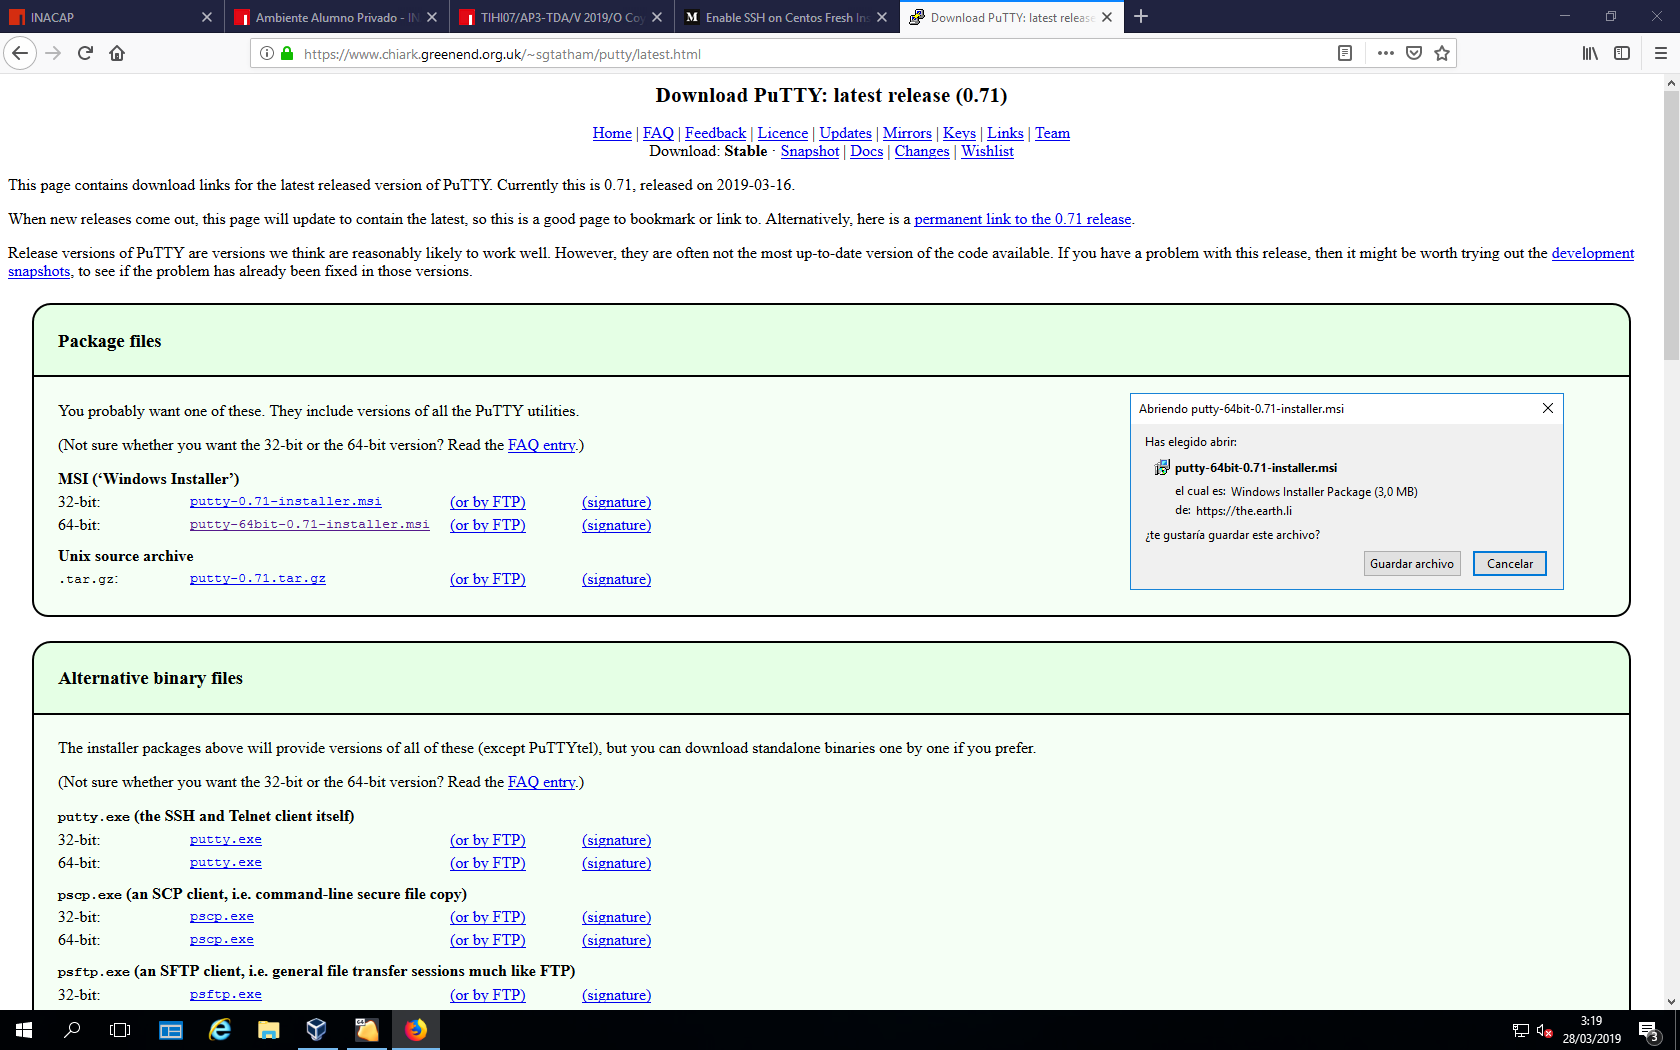 INACAP
Ambiente Alumno Privado - IN
TIHI07/AP3-TDA/V 2019/O Coy
Enable SSH on Centos Fresh Ins
Download PuTTY: latest release
https://www.chiark.greenend.org.uk/~sgtatham/putty/latest.html
Download PuTTY: latest release (0.71)
Home | FAQ | Feedback | Licence | Updates | Mirrors | Keys | Links | Team
Download: Stable · Snapshot | Docs | Changes | Wishlist
This page contains download links for the latest released version of PuTTY. Currently this is 0.71, released on 2019-03-16.
When new releases come out, this page will update to contain the latest, so this is a good page to bookmark or link to. Alternatively, here is a permanent link to the 0.71 release.
Release versions of PuTTY are versions we think are reasonably likely to work well. However, they are often not the most up-to-date version of the code available. If you have a problem with this release, then it might be worth trying out the development
snapshots, to see if the problem has already been fixed in those versions.
Package files
You probably want one of these. They include versions of all the PuTTY utilities.
(Not sure whether you want the 32-bit or the 64-bit version? Read the FAQ entry.)
MSI (‘Windows Installer’)
32-bit: putty-0.71-installer.msi (or by FTP) (signature)
64-bit: putty-64bit-0.71-installer.msi (or by FTP) (signature)
Unix source archive
.tar.gz: putty-0.71.tar.gz (or by FTP) (signature)
Abriendo putty-64bit-0.71-installer.msi
Has elegido abrir:
putty-64bit-0.71-installer.msi
el cual es: Windows Installer Package (3,0 MB)
de: https://the.earth.li
¿te gustaría guardar este archivo?
Guardar archivo Cancelar
Alternative binary files
The installer packages above will provide versions of all of these (except PuTTYtel), but you can download standalone binaries one by one if you prefer.
(Not sure whether you want the 32-bit or the 64-bit version? Read the FAQ entry.)
putty.exe (the SSH and Telnet client itself)
32-bit: putty.exe (or by FTP) (signature)
64-bit: putty.exe (or by FTP) (signature)
pscp.exe (an SCP client, i.e. command-line secure file copy)
32-bit: pscp.exe (or by FTP) (signature)
64-bit: pscp.exe (or by FTP) (signature)
psftp.exe (an SFTP client, i.e. general file transfer sessions much like FTP)
32-bit: psftp.exe (or by FTP) (signature)
3:19
28/03/2019
3